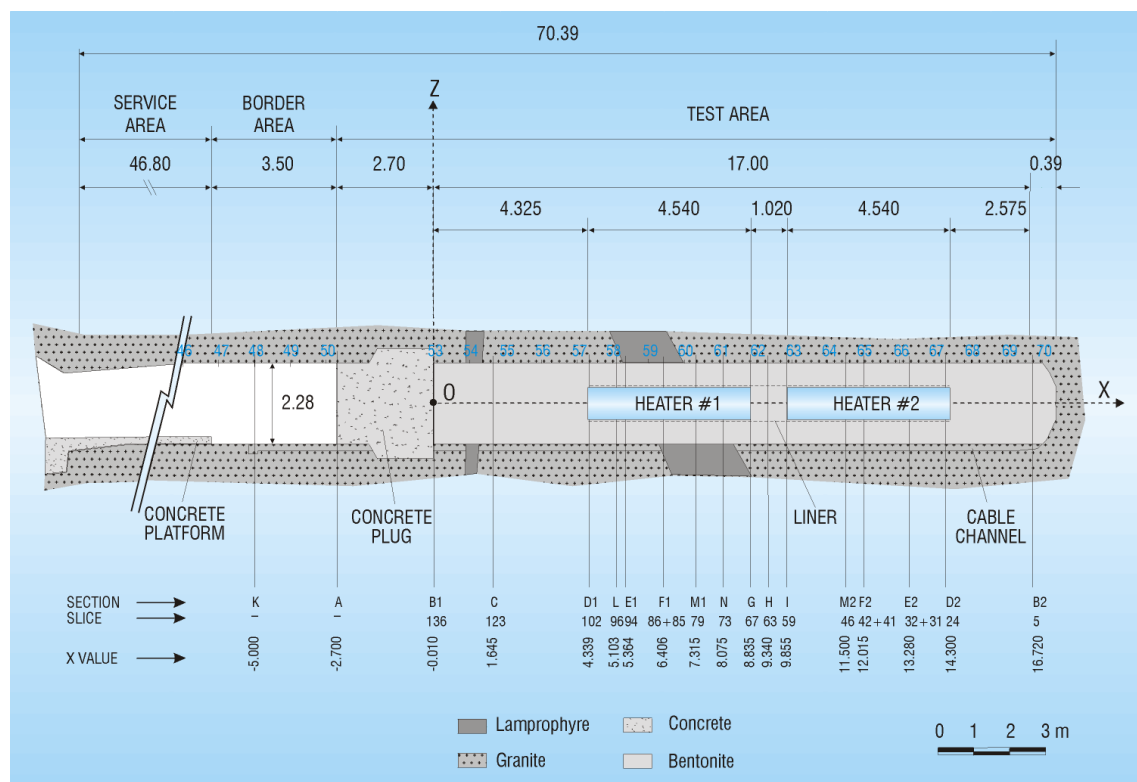 70.39
Z
SERVICE AREA
BORDER AREA
TEST AREA
46.80
3.50
2.70
17.00
0.39
4.325
4.540
1.020
4.540
2.575
46 47 48 49 50 53 54 55 56 57 58 59 60 61 62 63 64 65 66 67 68 69 70
2.28
O
HEATER #1
HEATER #2
X
CONCRETE PLATFORM
CONCRETE PLUG
LINER
CABLE CHANNEL
SECTION K A B1 C D1 L E1 F1 M1 N G H I M2 F2 E2 D2 B2
SLICE – – 136 123 102 96 94 86+85 79 73 67 63 59 46 42+41 32+31 24 5
X VALUE -5.000 -2.700 -0.010 1.645 4.339 5.103 5.364 6.406 7.315 8.075 8.835 9.340 9.855 11.500 12.015 13.280 14.300 16.720
Lamprophyre
Concrete
Granite
Bentonite
0 1 2 3 m